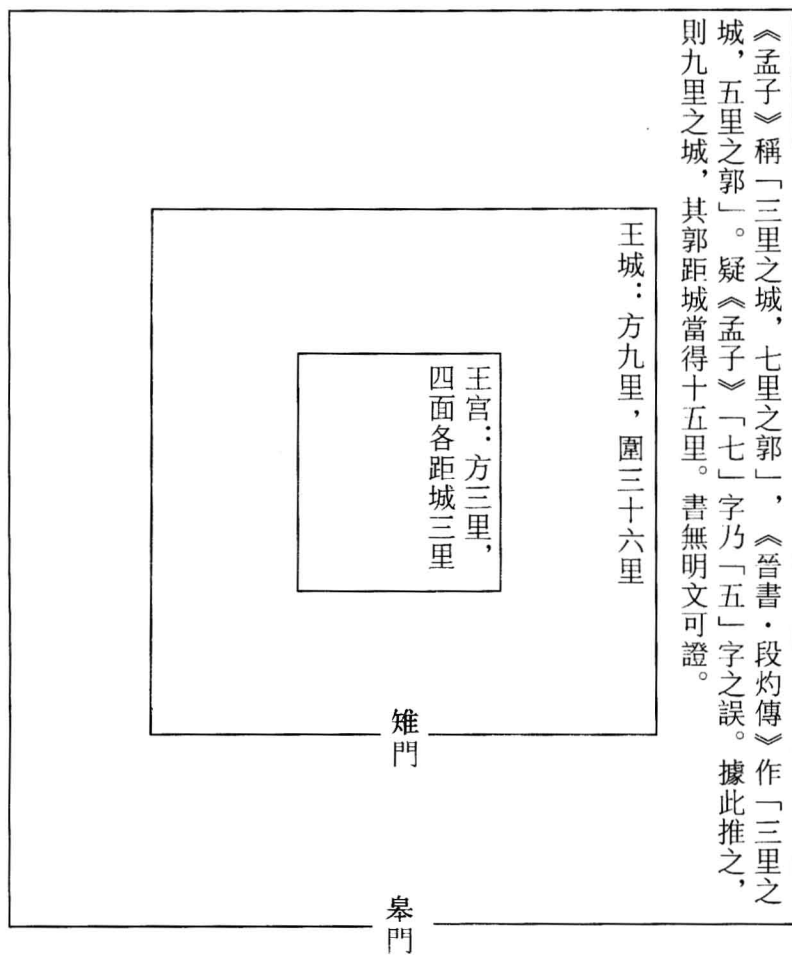 《孟子》稱「三里之城，七里之郭」，《晉書·段灼傳》作「三里之
城，五里之郭」。疑《孟子》「七」字乃「五」字之誤。據此推之，
則九里之城，其郭距城當得十五里。書無明文可證。
王城：方九里，圍三十六里
王宫：方三里，
四面各距城三里
雉門
皋門